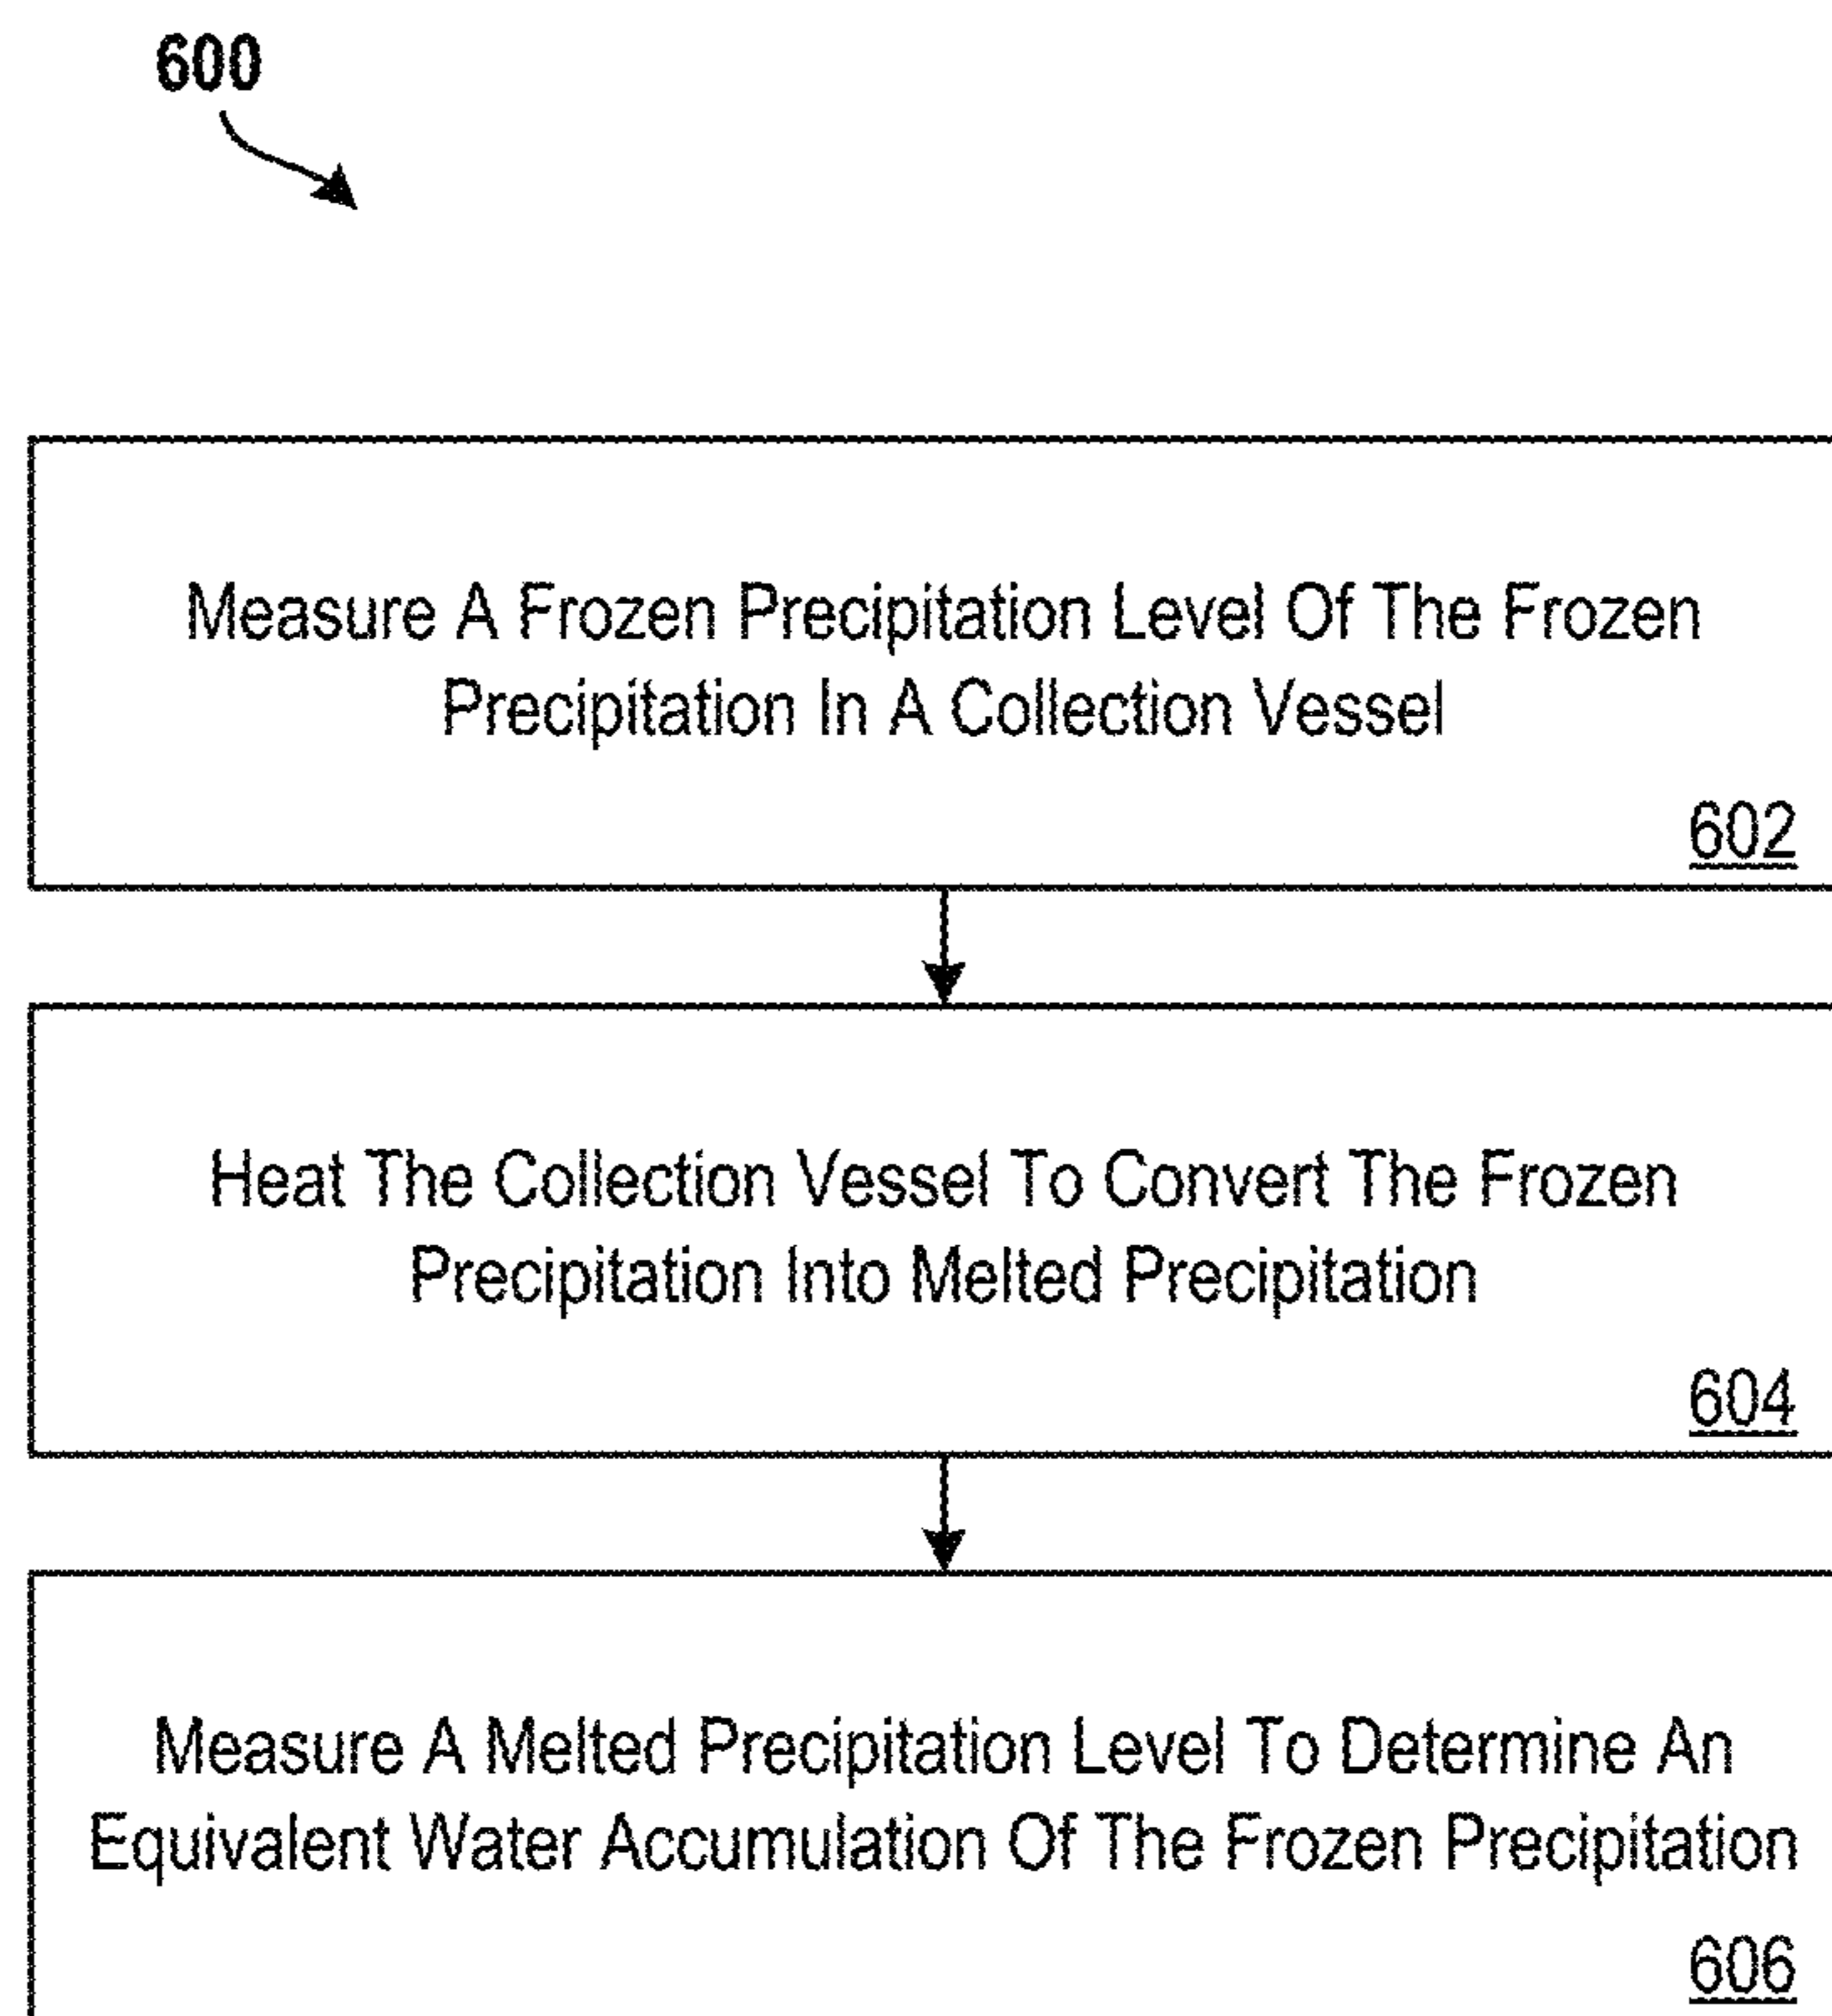 600
Measure A Frozen Precipitation Level Of The Frozen
Precipitation In A Collection Vessel
602
Heat The Collection Vessel To Convert The Frozen
Precipitation Into Melted Precipitation
604
Measure A Melted Precipitation Level To Determine An
Equivalent Water Accumulation Of The Frozen Precipitation
606